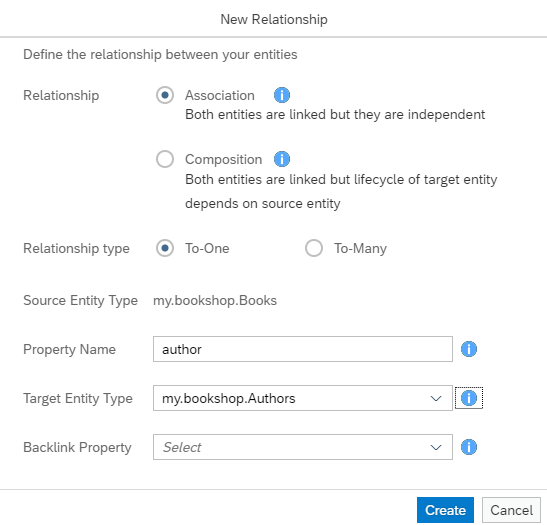 New Relationship
Define the relationship between your entities
Relationship
Association
Both entities are linked but they are independent
Composition
Both entities are linked but lifecycle of target entity
depends on source entity
Relationship type To-One To-Many
Source Entity Type my.bookshop.Books
Property Name author
Target Entity Type my.bookshop.Authors
Backlink Property Select
Create Cancel